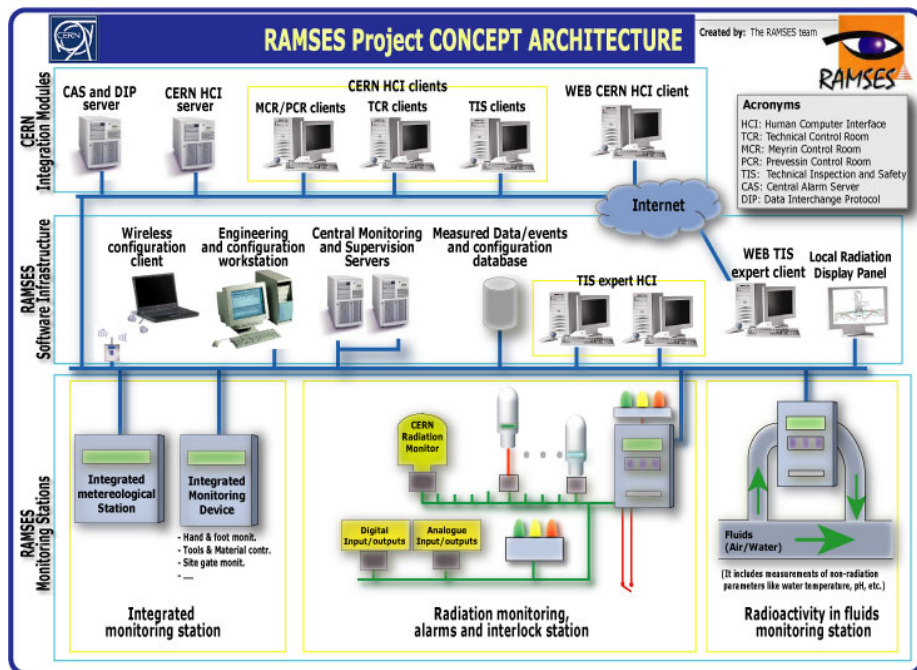 CERN
RAMSES Project CONCEPT ARCHITECTURE
Created by: The RAMSES team
RAMSES
CERN
Integration Modules
CAS and DIP
server
CERN HCI
server
CERN HCI clients
MCR/PCR clients
TCR clients
TIS clients
WEB CERN HCI client
Acronyms
HCI: Human Computer Interface
TCR: Technical Control Room
MCR: Meyrin Control Room
PCR: Prevessin Control Room
TIS: Technical Inspection and Safety
CAS: Central Alarm Server
DIP: Data Interchange Protocol
Internet
RAMSES
Software Infrastructure
Wireless
configuration
client
Engineering
and configuration
workstation
Central Monitoring
and Supervision
Servers
Measured Data/events
and configuration
database
TIS expert HCI
WEB TIS
expert client
Local Radiation
Display Panel
RAMSES
Monitoring Stations
Integrated
metereological
Station
Integrated
Monitoring
Device
- Hand & foot monit.
- Tools & Material contr.
- Site gate monit.
- __
Integrated
monitoring station
CERN
Radiation
Monitor
Digital
Input/outputs
Analogue
Input/outputs
Radiation monitoring,
alarms and interlock station
Fluids
(Air/Water)
(It includes measurements of non-radiation
parameters like water temperature, pH, etc.)
Radioactivity in fluids
monitoring station